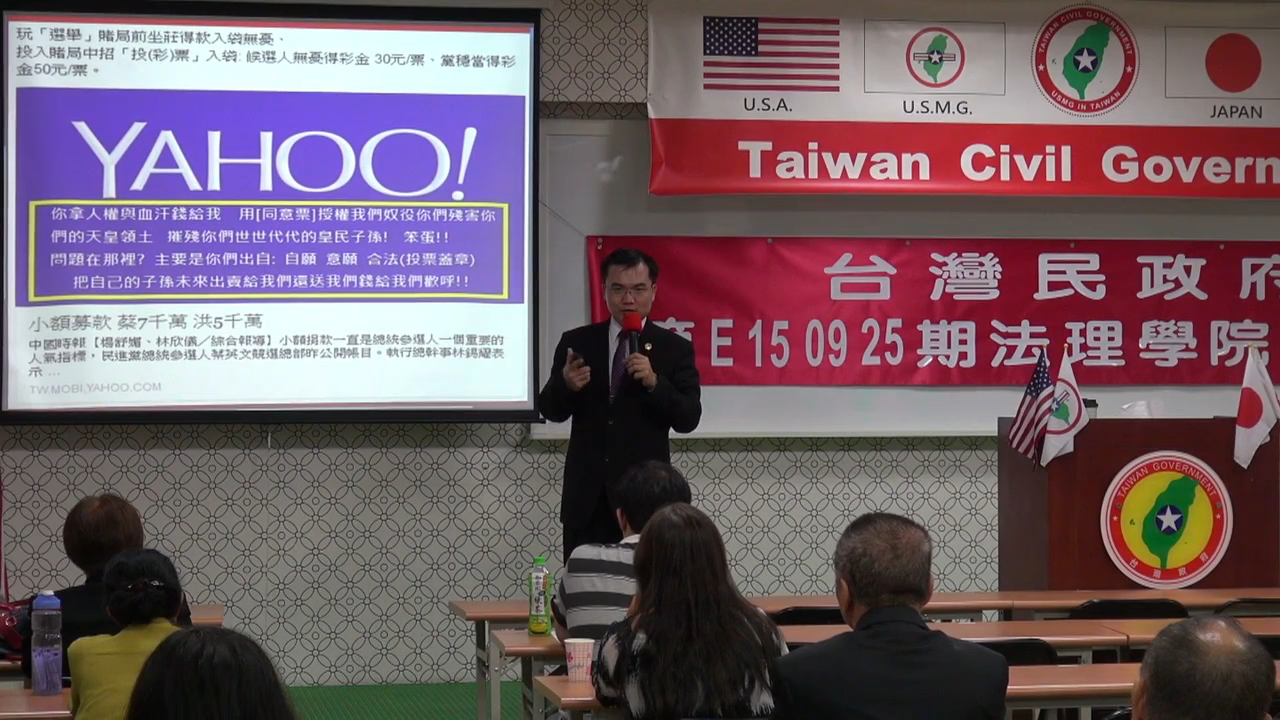 玩「選舉」賭局前坐莊得款入袋無憂、
投入賭局中招「投(彩)票」入袋: 候選人無憂得彩金 30元/票、黨穩當得彩
金50元/票。
YAHOO!
你拿人權與血汗錢給我 用[同意票]授權我們奴役你們殘害你
們的天皇領土 摧殘你們世世代代的皇民子孫! 笨蛋!!
問題在那裡? 主要是你們出自: 自願 意願 合法(投票蓋章)
把自己的子孫未來出賣給我們還送我們錢給我們歡呼!!
小額募款 蔡7千萬 洪5千萬
中國時報【楊舒媚、林欣儀／綜合報導】小額捐款一直是總統參選人一個重要的
人氣指標，民進黨總統參選人蔡英文競選總部昨公開帳目。執行總幹事林錫耀表
示 ...
TW.MOBI.YAHOO.COM
U.S.A.
U.S.M.G.
TAIWAN CIVIL GOVERNMENT
USMG IN TAIWAN
JAPAN
Taiwan Civil Govern
台灣民政府
E 15 09 25 期法理學院
TAIWAN GOVERNMENT
台灣政府